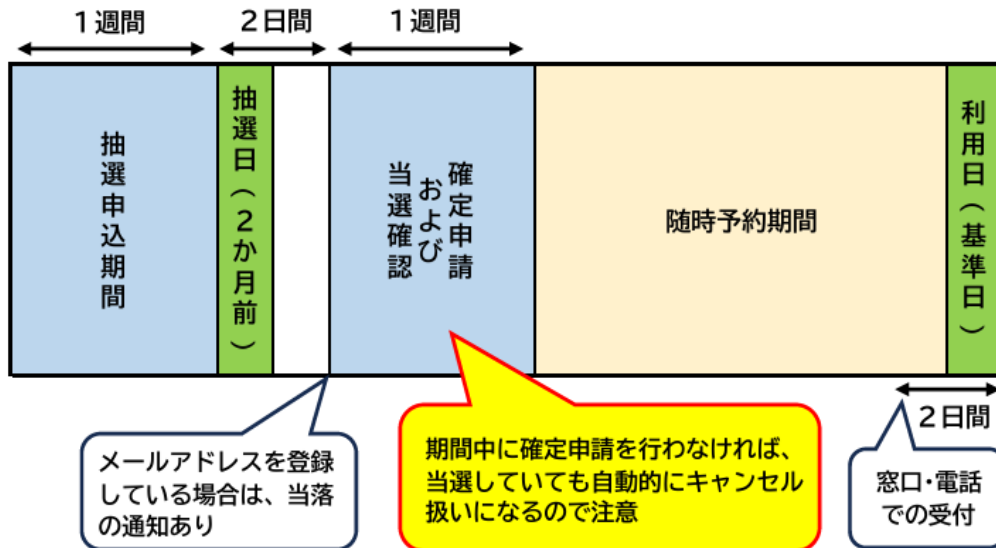 1週間
2日間
1週間
抽選申込期間
抽選日(2か月前)
確定申請
および
当選確認
随時予約期間
利用日(基準日)
2日間
メールアドレスを登録
している場合は、当落
の通知あり
期間中に確定申請を行わなければ、
当選していても自動的にキャンセル
扱いになるので注意
窓口・電話
での受付